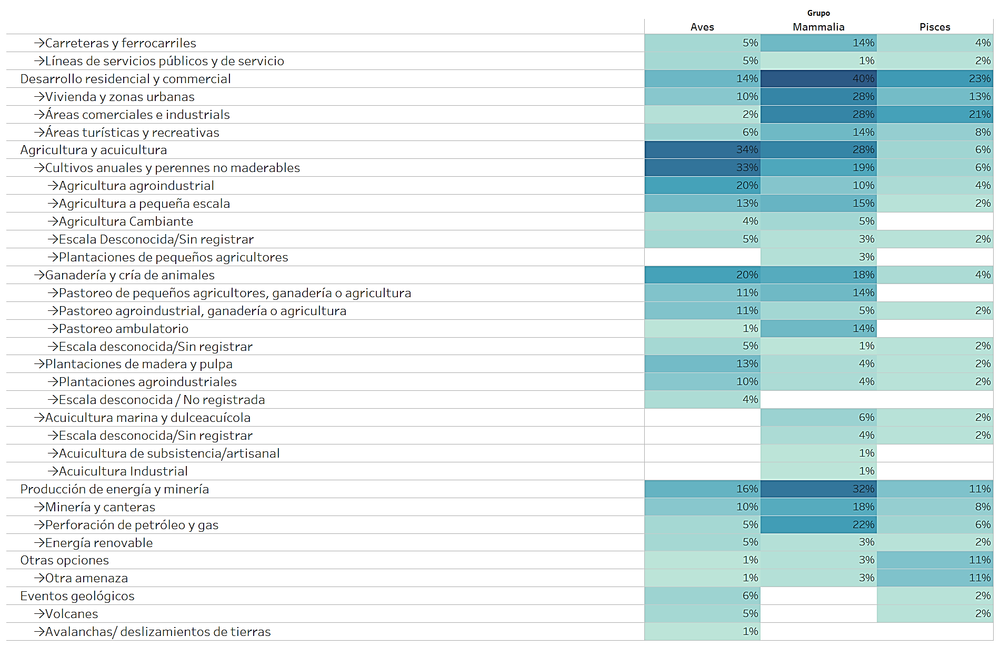 Grupo
Aves Mammalia Pisces
→Carreteras y ferrocarriles 5% 14% 4%
→Líneas de servicios públicos y de servicio 5% 1% 2%
Desarrollo residencial y commercial 14% 40% 23%
→Vivienda y zonas urbanas 10% 28% 13%
→Áreas comerciales e industrials 2% 28% 21%
→Áreas turísticas y recreativas 6% 14% 8%
Agricultura y acuicultura 34% 28% 6%
→Cultivos anuales y perennes no maderables 33% 19% 6%
→Agricultura agroindustrial 20% 10% 4%
→Agricultura a pequeña escala 13% 15% 2%
→Agricultura Cambiante 4% 5%
→Escala Desconocida/Sin registrar 5% 3% 2%
→Plantaciones de pequeños agricultores 3%
→Ganadería y cría de animales 20% 18% 4%
→Pastoreo de pequeños agricultores, ganadería o agricultura 11% 14%
→Pastoreo agroindustrial, ganadería o agricultura 11% 5% 2%
→Pastoreo ambulatorio 1% 14%
→Escala desconocida/Sin registrar 5% 1% 2%
→Plantaciones de madera y pulpa 13% 4% 2%
→Plantaciones agroindustriales 10% 4% 2%
→Escala desconocida / No registrada 4%
→Acuicultura marina y dulceacuícola 6% 2%
→Escala desconocida/Sin registrar 4% 2%
→Acuicultura de subsistencia/artisanal 1%
→Acuicultura Industrial 1%
Producción de energía y minería 16% 32% 11%
→Minería y canteras 10% 18% 8%
→Perforación de petróleo y gas 5% 22% 6%
→Energía renovable 5% 3% 2%
Otras opciones 1% 3% 11%
→Otra amenaza 1% 3% 11%
Eventos geológicos 6% 2%
→Volcanes 5% 2%
→Avalanchas/ deslizamientos de tierras 1%